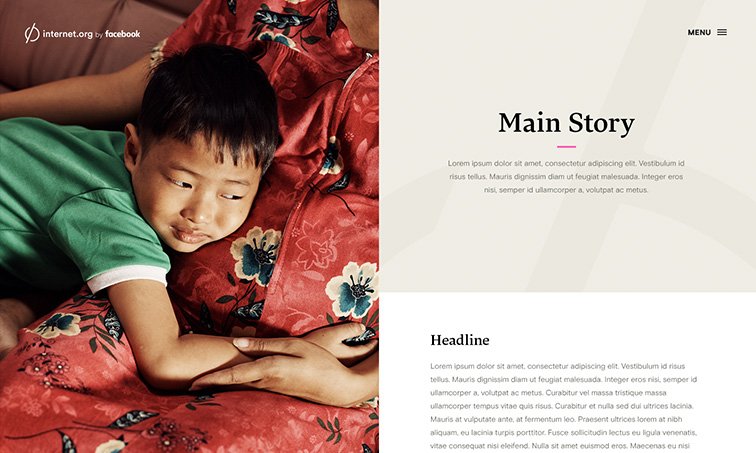 internet.org by facebook
MENU
Main Story
Lorem ipsum dolor sit amet, consectetur adipiscing elit. Vestibulum id
risus tellus. Mauris dignissim diam ut feugiat malesuada. Integer eros
nisi, semper id ullamcorper a, volutpat ac metus.
Headline
Lorem ipsum dolor sit amet, consectetur adipiscing elit. Vestibulum id risus
tellus. Mauris dignissim diam ut feugiat malesuada. Integer eros nisi, semper id
ullamcorper a, volutpat ac metus. Curabitur vel massa tristique massa
ullamcorper tempus vitae quis risus. Curabitur et nulla sed dui ultrices lacinia.
Mauris at vulputate ante, at fermentum leo. Praesent ultrices lorem at nibh
aliquam, eu lacinia turpis porttitor. Fusce sollicitudin lectus eu ligula venenatis,
vitae consequat nisi eleifend. Nulla sit amet euismod eros. Maecenas eu nisi